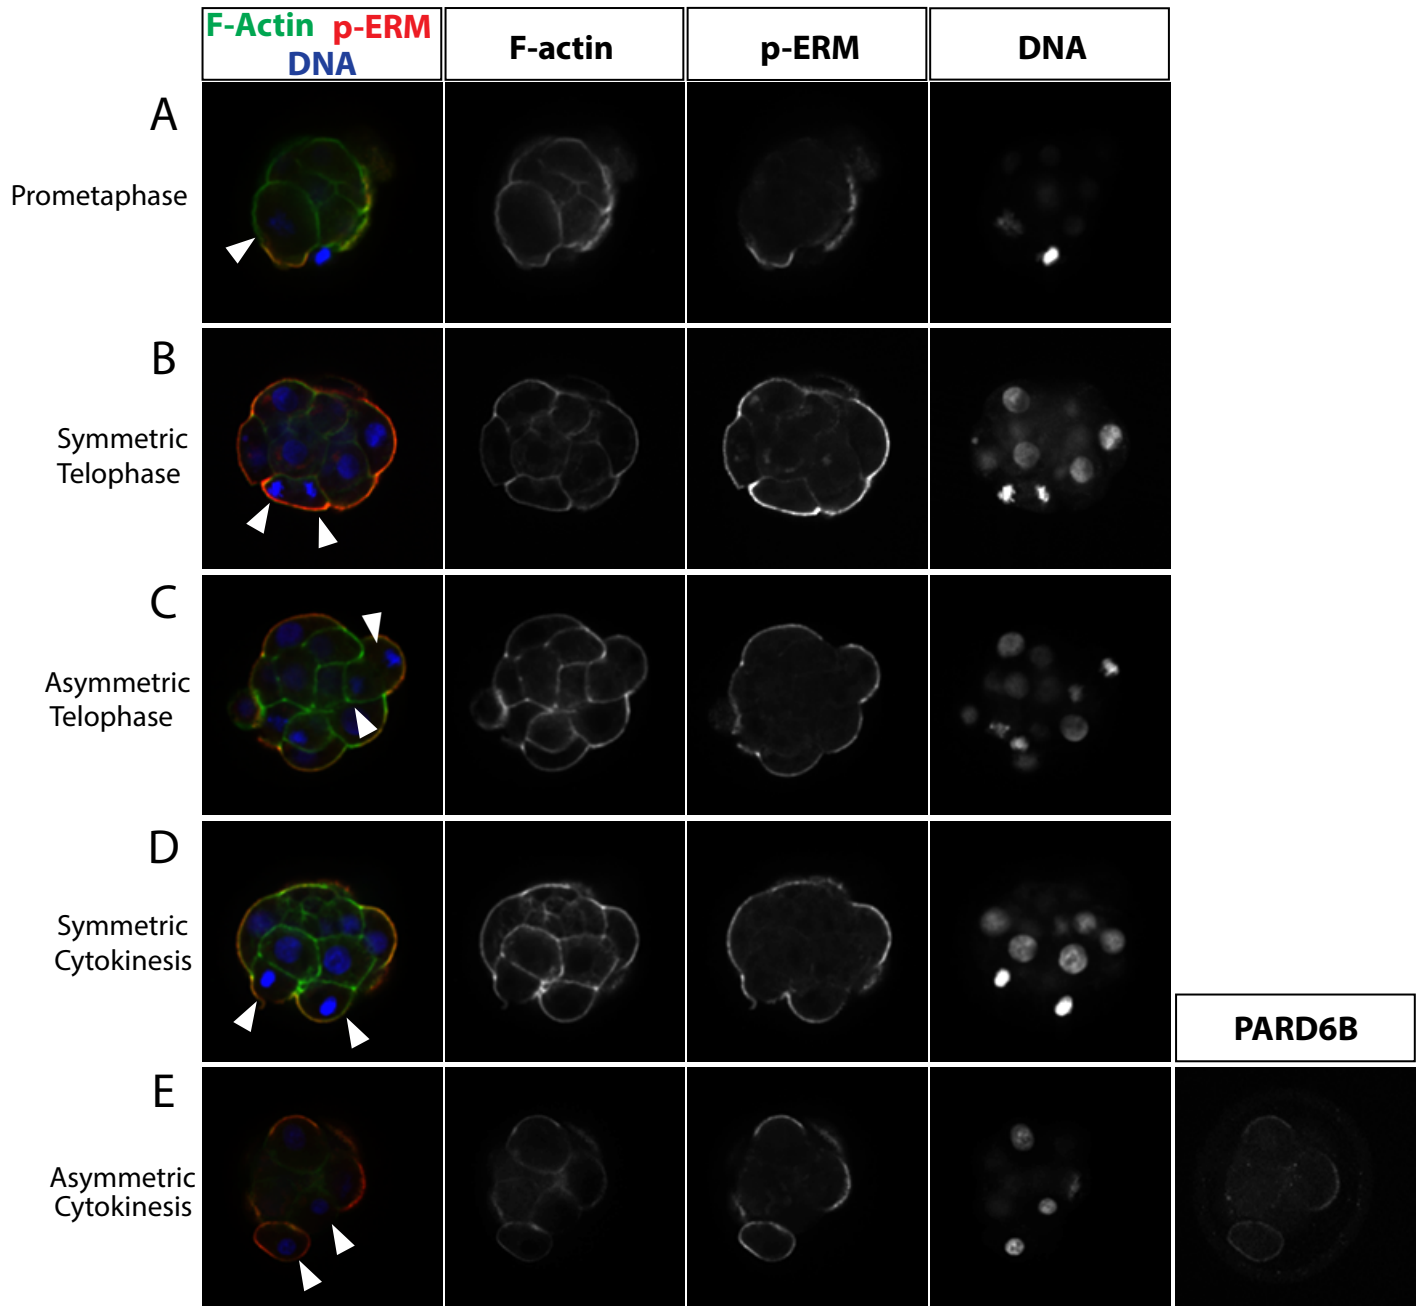 F-Actin p-ERM
DNA
F-actin
p-ERM
DNA
A
Prometaphase
B
Symmetric
Telophase
C
Asymmetric
Telophase
D
Symmetric
Cytokinesis
PARD6B
E
Asymmetric
Cytokinesis